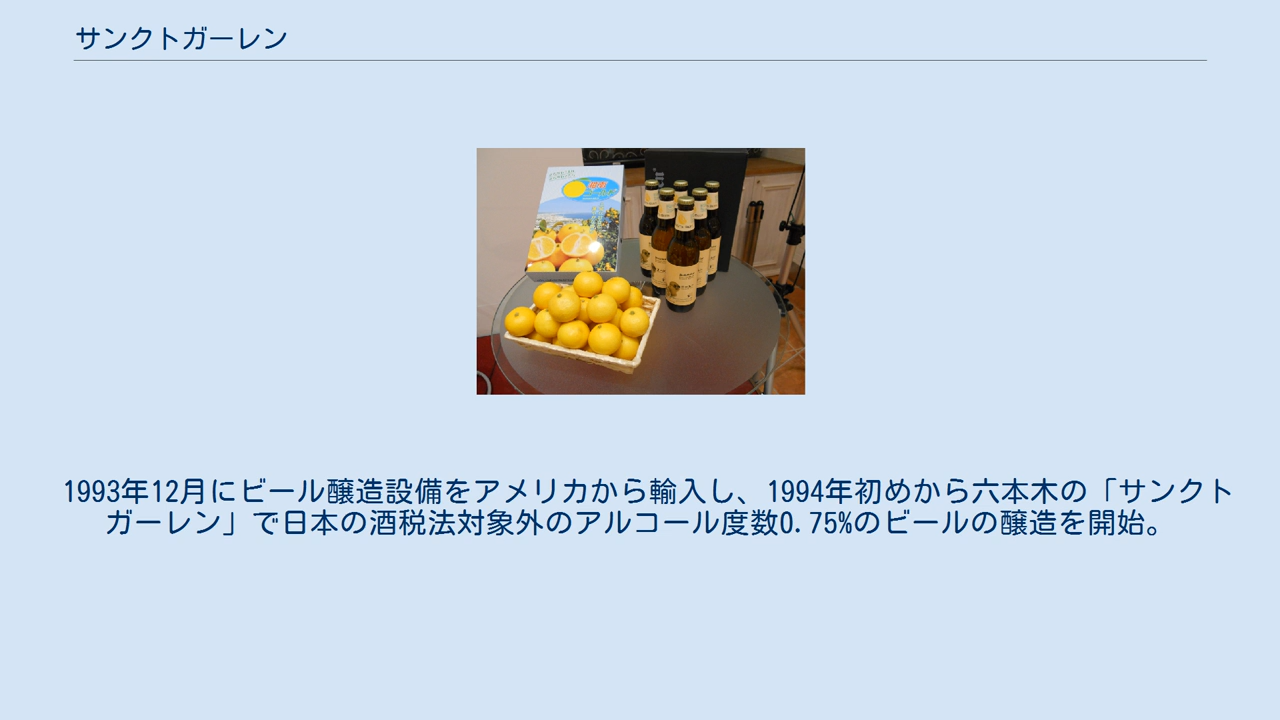 サンクトガーレン
1993年12月にビール醸造設備をアメリカから輸入し、1994年初めから六本木の「サンクト
ガーレン」で日本の酒税法対象外のアルコール度数0.75%のビールの醸造を開始。